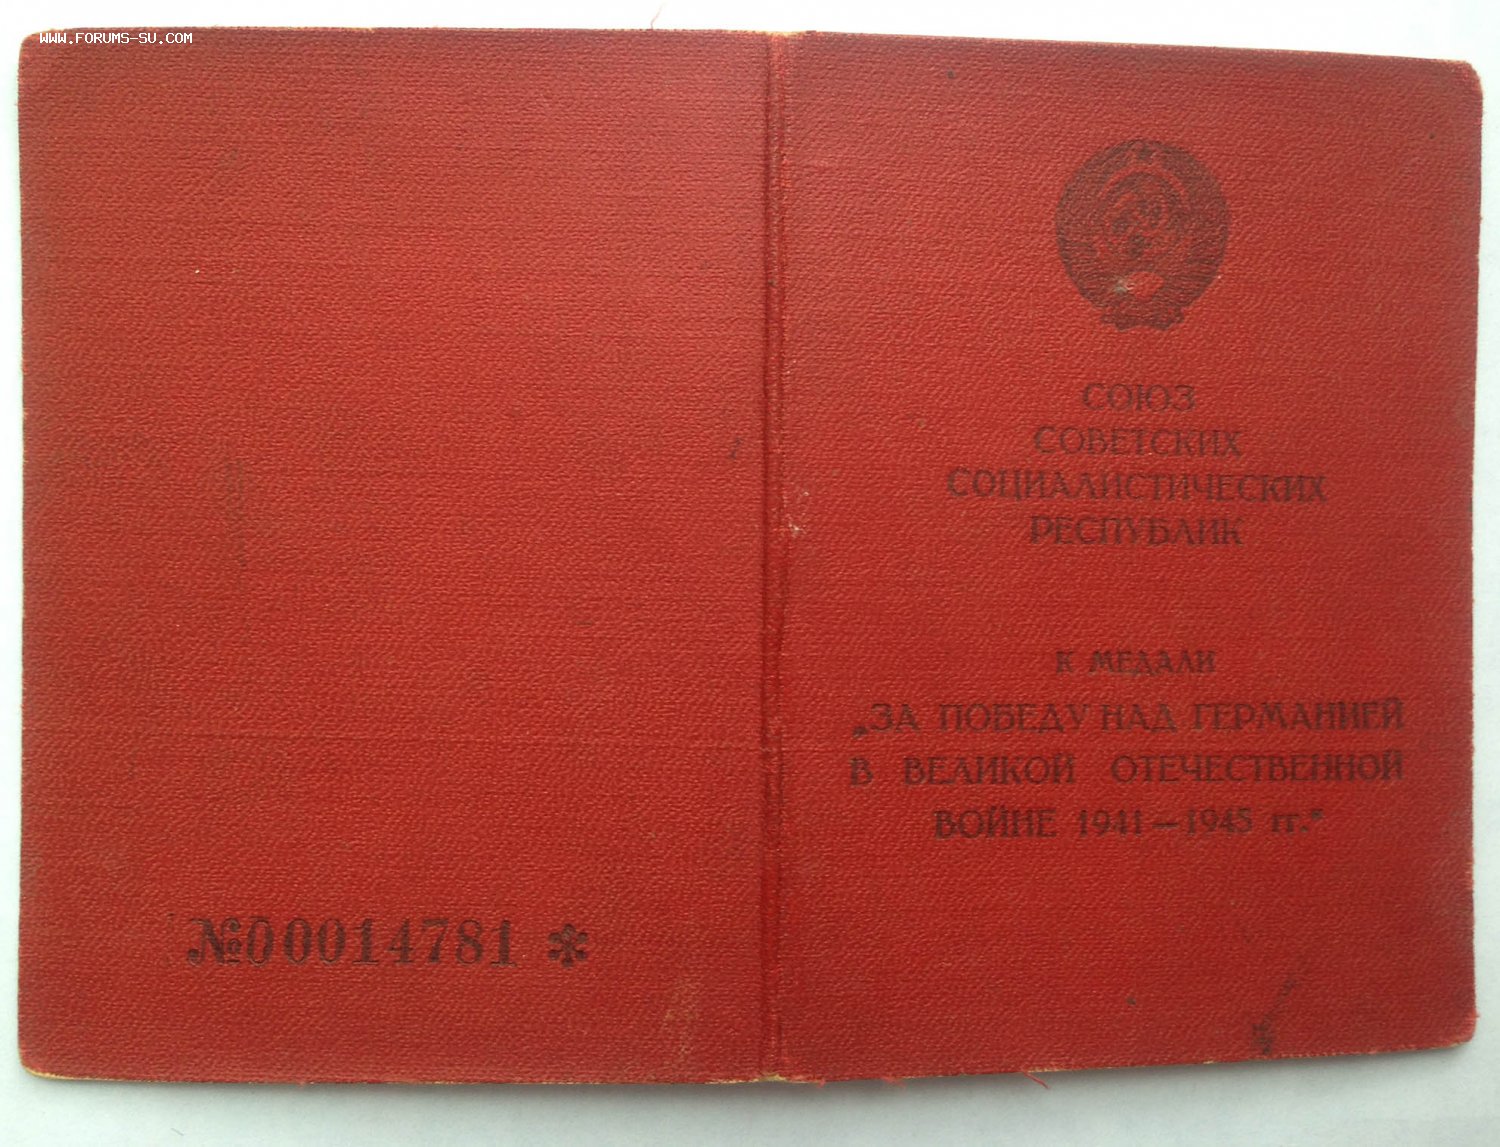 WWW.FORUMS-SU.COM
СОЮЗ
СОВЕТСКИХ
СОЦИАЛИСТИЧЕСКИХ
РЕСПУБЛИК
К МЕДАЛИ
„ЗА ПОБЕДУ НАД ГЕРМАНИЕЙ
В ВЕЛИКОЙ ОТЕЧЕСТВЕННОЙ
ВОЙНЕ 1941—1945 гг.“
№00014781 *